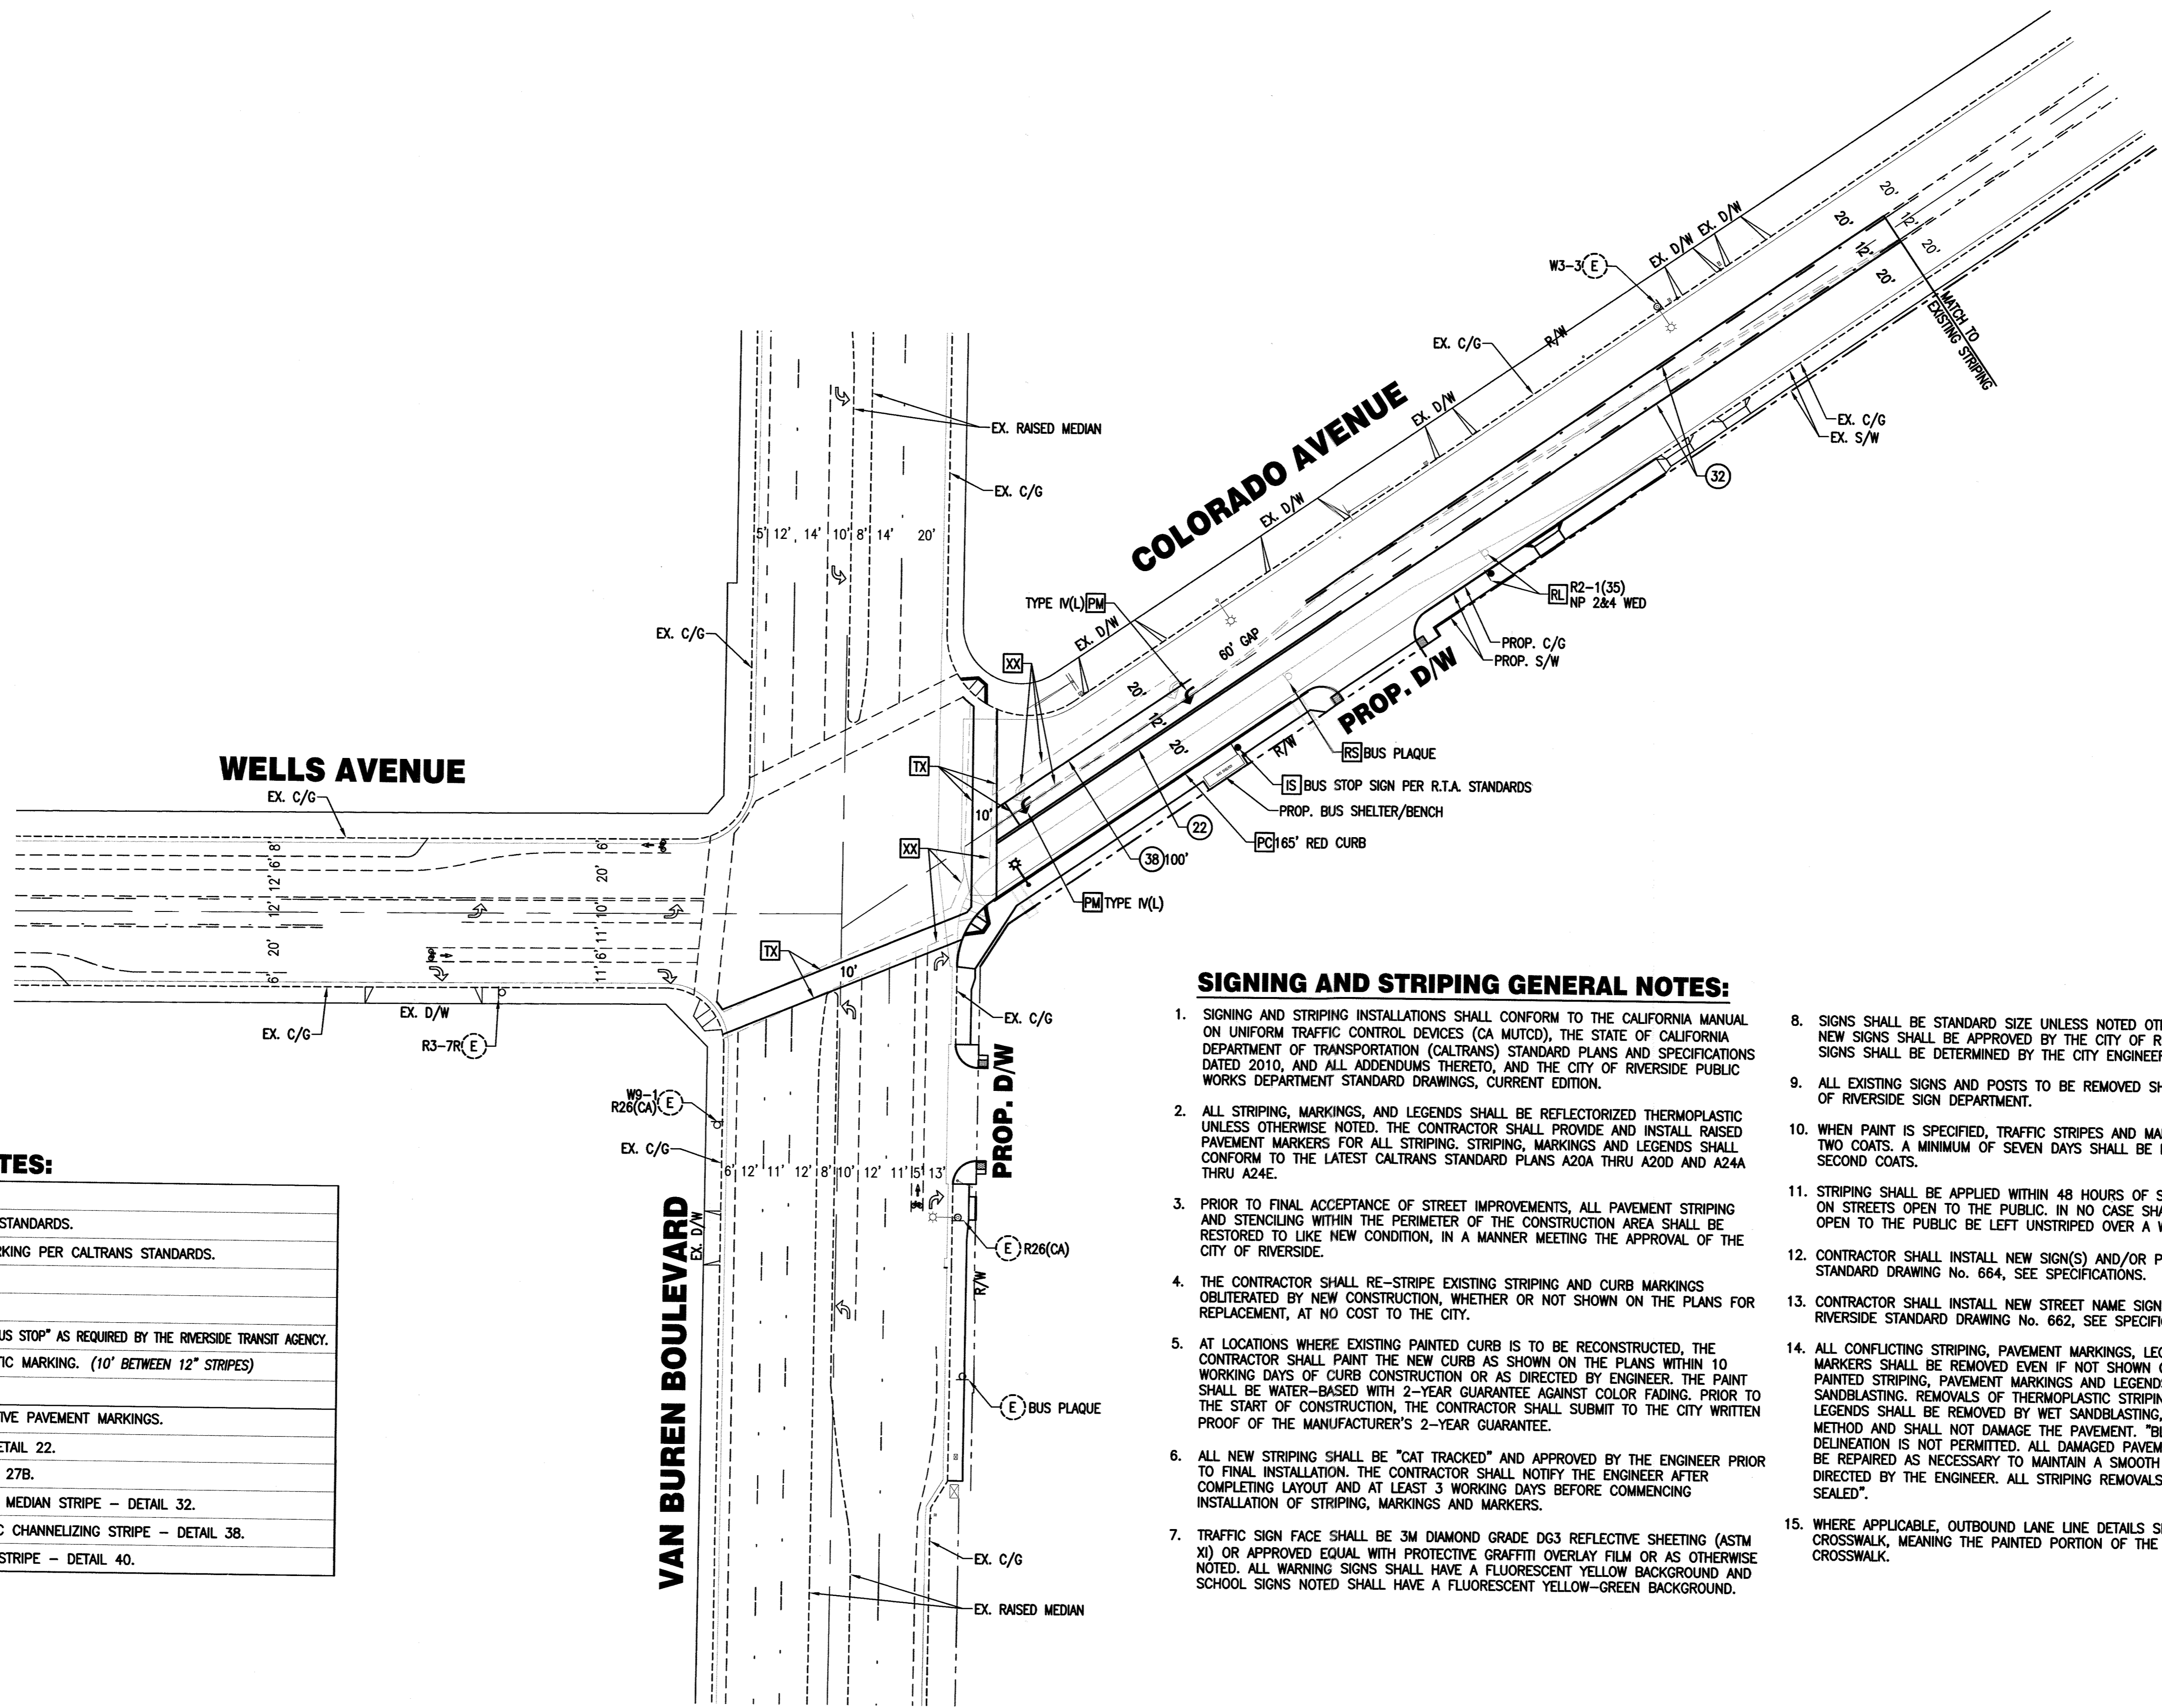 COLORADO AVENUE
WELLS AVENUE
VAN BUREN BOULEVARD
PROP. D/W
PROP. D/W
W3-3 E
EX. D/W EX. D/W
20'
20'
12'
12'
20'
20'
MATCH TO
EXISTING STRIPING
EX. C/G
R/W
EX. D/W
EX. C/G
EX. S/W
32
EX. RAISED MEDIAN
EX. C/G
EX. D/W
5' 12' 14' 10' 8' 14' 20'
RL R2-1(35)
NP 2&4 WED
TYPE IV(L) PM
EX. C/G
EX. D/W
60' GAP
PROP. C/G
PROP. S/W
XX
20'
12'
20'
R/W
RS BUS PLAQUE
TX
IS BUS STOP SIGN PER R.T.A. STANDARDS
PROP. BUS SHELTER/BENCH
EX. C/G
10'
22
PC 165' RED CURB
XX
38 100'
PM TYPE IV(L)
8'
6'
12'
12'
20'
6'
6'
20'
10'
11'
6'
11'
TX
10'
EX. D/W
EX. C/G
R3-7R E
EX. C/G
W9-1
R26(CA) E
EX. C/G
6' 12' 11' 12' 8' 10' 12' 11' 5' 13'
EX. D/W
E R26(CA)
R/W
E BUS PLAQUE
EX. C/G
EX. RAISED MEDIAN
TES:
STANDARDS.
RKING PER CALTRANS STANDARDS.
US STOP" AS REQUIRED BY THE RIVERSIDE TRANSIT AGENCY.
TIC MARKING. (10' BETWEEN 12" STRIPES)
TIVE PAVEMENT MARKINGS.
ETAIL 22.
27B.
MEDIAN STRIPE – DETAIL 32.
C CHANNELIZING STRIPE – DETAIL 38.
STRIPE – DETAIL 40.
SIGNING AND STRIPING GENERAL NOTES:
1. SIGNING AND STRIPING INSTALLATIONS SHALL CONFORM TO THE CALIFORNIA MANUAL
ON UNIFORM TRAFFIC CONTROL DEVICES (CA MUTCD), THE STATE OF CALIFORNIA
DEPARTMENT OF TRANSPORTATION (CALTRANS) STANDARD PLANS AND SPECIFICATIONS
DATED 2010, AND ALL ADDENDUMS THERETO, AND THE CITY OF RIVERSIDE PUBLIC
WORKS DEPARTMENT STANDARD DRAWINGS, CURRENT EDITION.
2. ALL STRIPING, MARKINGS, AND LEGENDS SHALL BE REFLECTORIZED THERMOPLASTIC
UNLESS OTHERWISE NOTED. THE CONTRACTOR SHALL PROVIDE AND INSTALL RAISED
PAVEMENT MARKERS FOR ALL STRIPING. STRIPING, MARKINGS AND LEGENDS SHALL
CONFORM TO THE LATEST CALTRANS STANDARD PLANS A20A THRU A20D AND A24A
THRU A24E.
3. PRIOR TO FINAL ACCEPTANCE OF STREET IMPROVEMENTS, ALL PAVEMENT STRIPING
AND STENCILING WITHIN THE PERIMETER OF THE CONSTRUCTION AREA SHALL BE
RESTORED TO LIKE NEW CONDITION, IN A MANNER MEETING THE APPROVAL OF THE
CITY OF RIVERSIDE.
4. THE CONTRACTOR SHALL RE-STRIPE EXISTING STRIPING AND CURB MARKINGS
OBLITERATED BY NEW CONSTRUCTION, WHETHER OR NOT SHOWN ON THE PLANS FOR
REPLACEMENT, AT NO COST TO THE CITY.
5. AT LOCATIONS WHERE EXISTING PAINTED CURB IS TO BE RECONSTRUCTED, THE
CONTRACTOR SHALL PAINT THE NEW CURB AS SHOWN ON THE PLANS WITHIN 10
WORKING DAYS OF CURB CONSTRUCTION OR AS DIRECTED BY ENGINEER. THE PAINT
SHALL BE WATER-BASED WITH 2-YEAR GUARANTEE AGAINST COLOR FADING. PRIOR TO
THE START OF CONSTRUCTION, THE CONTRACTOR SHALL SUBMIT TO THE CITY WRITTEN
PROOF OF THE MANUFACTURER'S 2-YEAR GUARANTEE.
6. ALL NEW STRIPING SHALL BE "CAT TRACKED" AND APPROVED BY THE ENGINEER PRIOR
TO FINAL INSTALLATION. THE CONTRACTOR SHALL NOTIFY THE ENGINEER AFTER
COMPLETING LAYOUT AND AT LEAST 3 WORKING DAYS BEFORE COMMENCING
INSTALLATION OF STRIPING, MARKINGS AND MARKERS.
7. TRAFFIC SIGN FACE SHALL BE 3M DIAMOND GRADE DG3 REFLECTIVE SHEETING (ASTM
XI) OR APPROVED EQUAL WITH PROTECTIVE GRAFFITI OVERLAY FILM OR AS OTHERWISE
NOTED. ALL WARNING SIGNS SHALL HAVE A FLUORESCENT YELLOW BACKGROUND AND
SCHOOL SIGNS NOTED SHALL HAVE A FLUORESCENT YELLOW-GREEN BACKGROUND.
8. SIGNS SHALL BE STANDARD SIZE UNLESS NOTED OT
NEW SIGNS SHALL BE APPROVED BY THE CITY OF R
SIGNS SHALL BE DETERMINED BY THE CITY ENGINEER
9. ALL EXISTING SIGNS AND POSTS TO BE REMOVED SH
OF RIVERSIDE SIGN DEPARTMENT.
10. WHEN PAINT IS SPECIFIED, TRAFFIC STRIPES AND MA
TWO COATS. A MINIMUM OF SEVEN DAYS SHALL BE
SECOND COATS.
11. STRIPING SHALL BE APPLIED WITHIN 48 HOURS OF S
ON STREETS OPEN TO THE PUBLIC. IN NO CASE SHA
OPEN TO THE PUBLIC BE LEFT UNSTRIPED OVER A W
12. CONTRACTOR SHALL INSTALL NEW SIGN(S) AND/OR P
STANDARD DRAWING No. 664, SEE SPECIFICATIONS.
13. CONTRACTOR SHALL INSTALL NEW STREET NAME SIGN
RIVERSIDE STANDARD DRAWING No. 662, SEE SPECIFI
14. ALL CONFLICTING STRIPING, PAVEMENT MARKINGS, LEG
MARKERS SHALL BE REMOVED EVEN IF NOT SHOWN
PAINTED STRIPING, PAVEMENT MARKINGS AND LEGEND
SANDBLASTING. REMOVALS OF THERMOPLASTIC STRIPIN
LEGENDS SHALL BE REMOVED BY WET SANDBLASTING,
METHOD AND SHALL NOT DAMAGE THE PAVEMENT. "B
DELINEATION IS NOT PERMITTED. ALL DAMAGED PAVEM
BE REPAIRED AS NECESSARY TO MAINTAIN A SMOOTH
DIRECTED BY THE ENGINEER. ALL STRIPING REMOVALS
SEALED".
15. WHERE APPLICABLE, OUTBOUND LANE LINE DETAILS S
CROSSWALK, MEANING THE PAINTED PORTION OF THE
CROSSWALK.